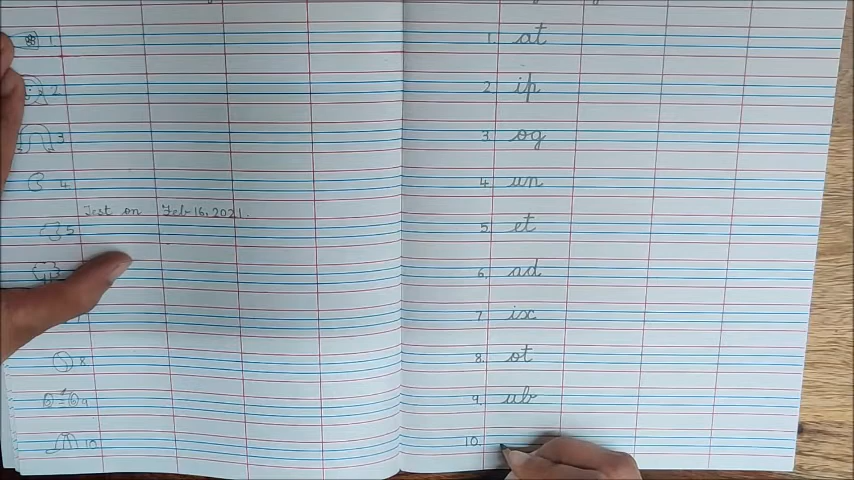 1
2
3
4
Test on Feb 16, 2021.
5
7
8
9
10
1. at
2. ip
3. og
4. un
5. et
6. ad
7. ix
8. ot
9. ub
10.